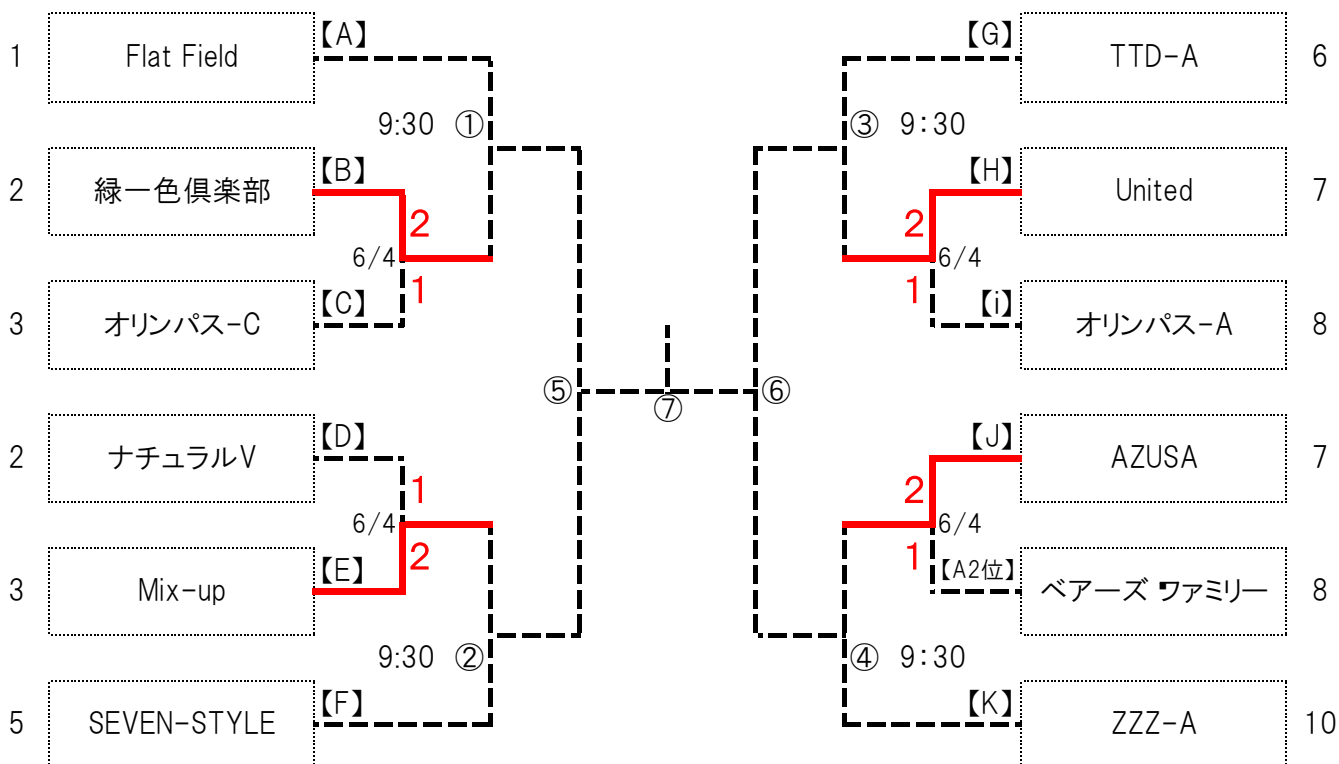 【A】 【G】
1 Flat Field TTD-A 6
9:30 ① ③ 9:30
【B】 【H】
2 緑一色倶楽部 United 7
2 2
6/4 6/4
1 1
【C】 【i】
3 オリンパス-C オリンパス-A 8
⑤ ⑦ ⑥
【D】 【J】
2 ナチュラルV AZUSA 7
1 2
6/4 6/4
2 1
【E】 【A2位】
3 Mix-up ベアーズ ファミリー 8
9:30 ② ④ 9:30
【F】 【K】
5 SEVEN-STYLE ZZZ-A 10